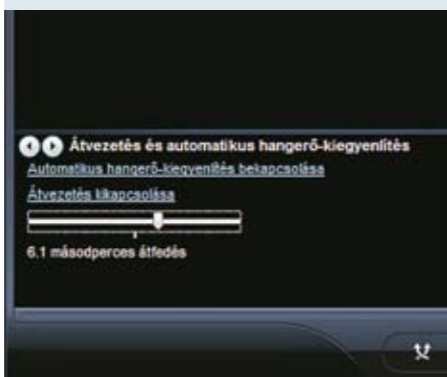 Átvezetés és automatikus hangerő-kiegyenlítés
Automatikus hangerő-kiegyenlítés bekapcsolása
Átvezetés kikapcsolása
6.1 másodperces átfedés